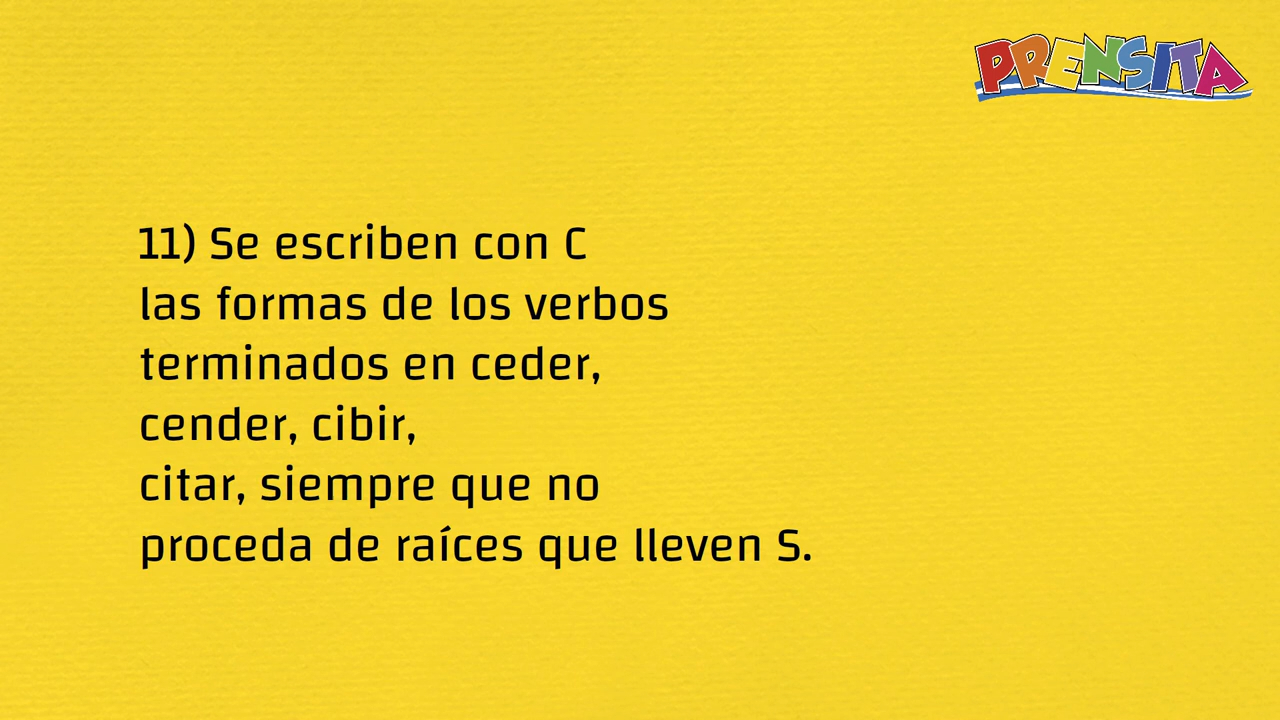 PRENSITA
11) Se escriben con C
las formas de los verbos
terminados en ceder,
cender, cibir,
citar, siempre que no
proceda de raíces que lleven S.